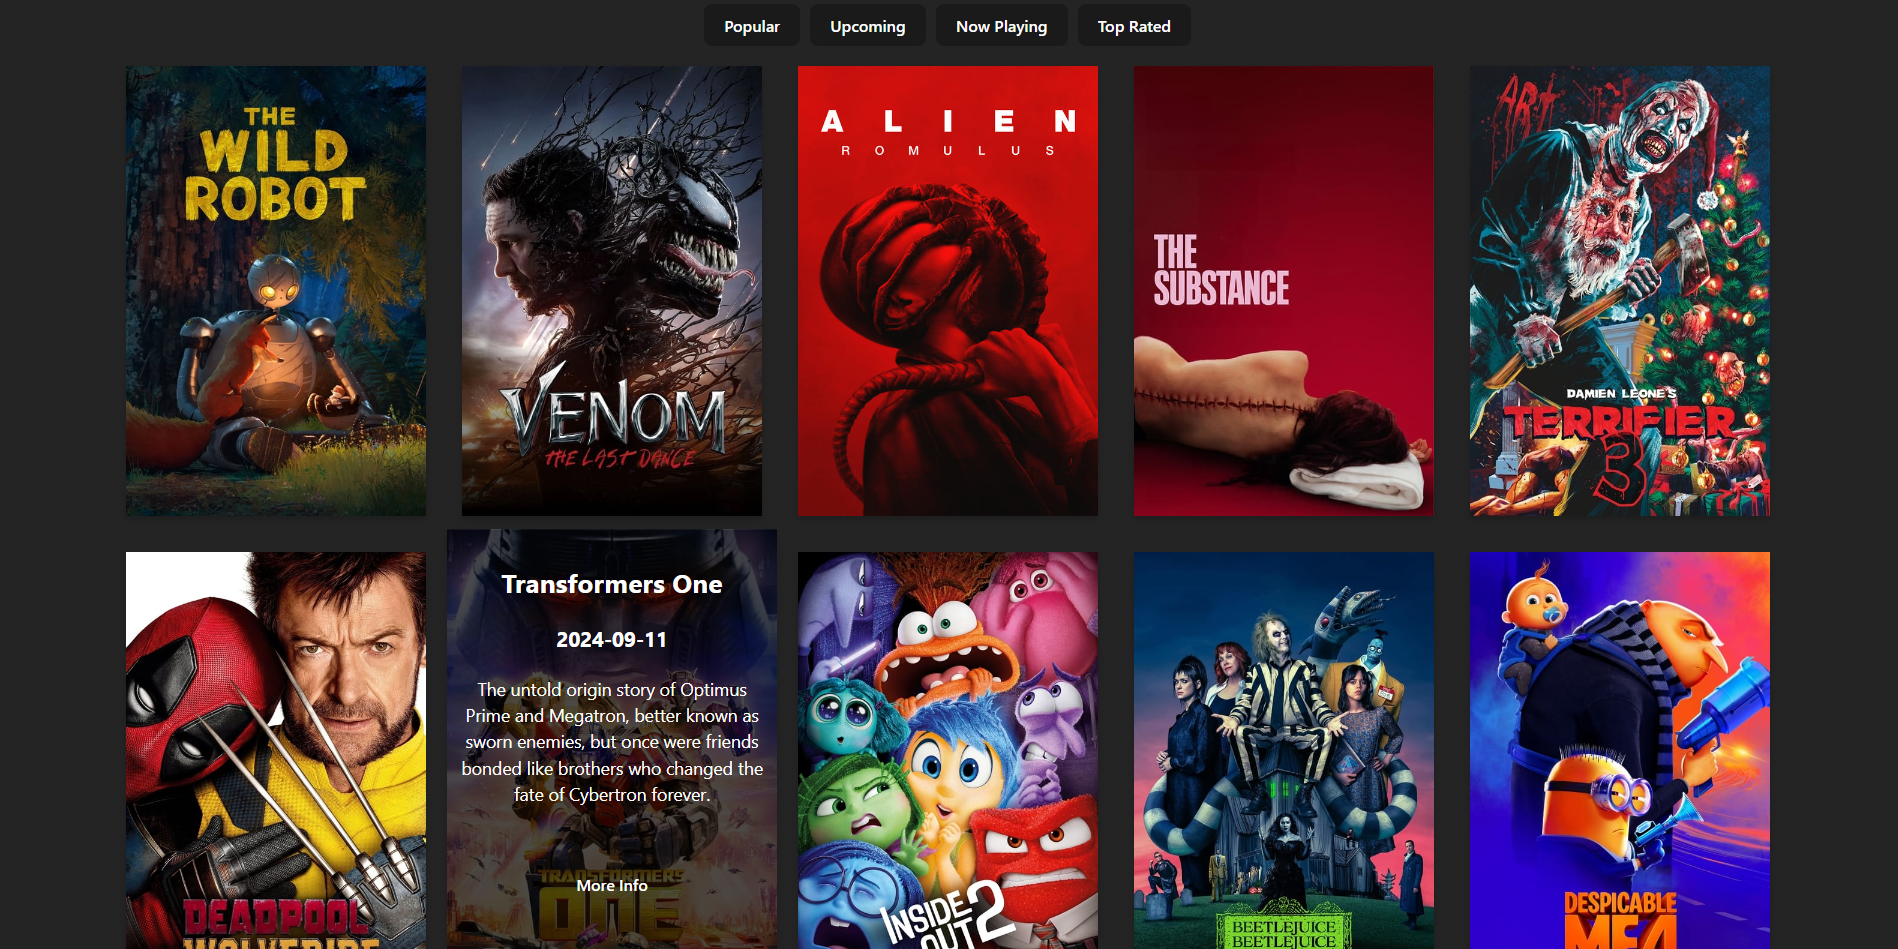 Popular
Upcoming
Now Playing
Top Rated
THE
WILD
ROBOT
VENOM
THE LAST DANCE
ALIEN
ROMULUS
THE
SUBSTANCE
ART
DAMIEN LEONE'S
TERRIFIER
3
DEADPOOL
WOLVERINE
Transformers One
2024-09-11
The untold origin story of Optimus
Prime and Megatron, better known as
sworn enemies, but once were friends
bonded like brothers who changed the
fate of Cybertron forever.
More Info
TRANSFORMERS
ONE
INSIDE
OUT 2
BEETLEJUICE
BEETLEJUICE
DESPICABLE
ME 4